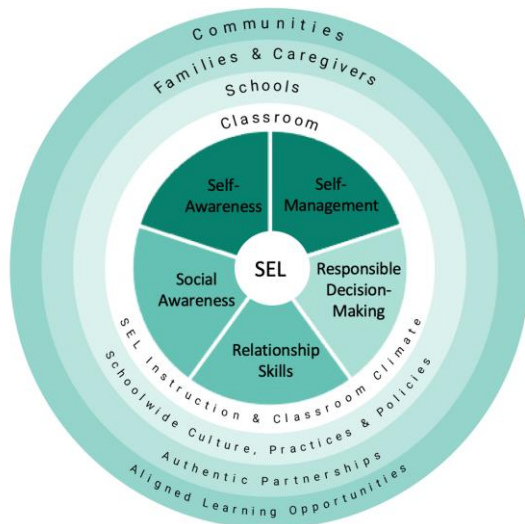 Communities
Families & Caregivers
Schools
Classroom
Self-
Awareness
Self-
Management
Social
Awareness
SEL
Responsible
Decision-
Making
Relationship
Skills
SEL Instruction & Classroom Climate
Schoolwide Culture, Practices & Policies
Authentic Partnerships
Aligned Learning Opportunities